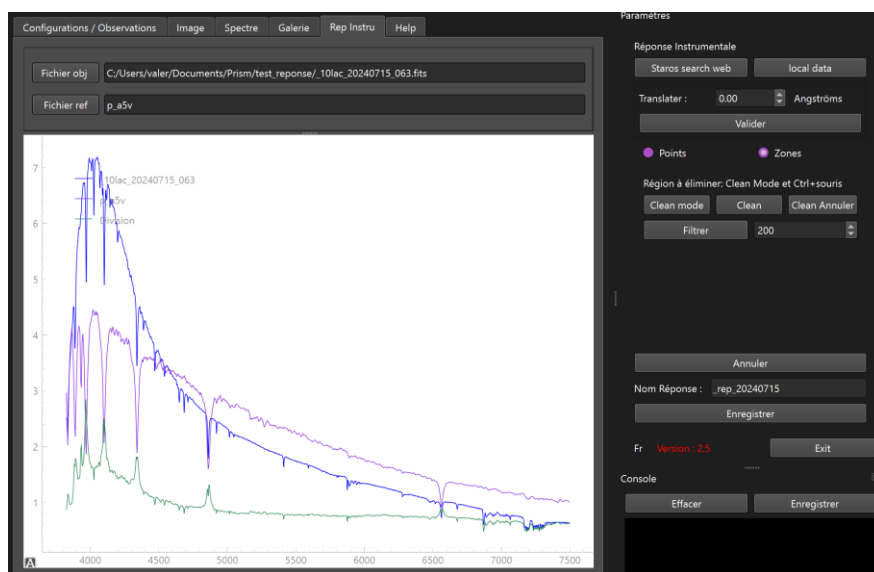 Configurations / Observations Image Spectre Galerie Rep Instru Help
Fichier obj C:/Users/valer/Documents/Prism/test_reponse/_10lac_20240715_063.fits
Fichier ref p_a5v
7
6
5
4
3
2
1
_10lac_20240715_063
p_a5v
Division
4000 4500 5000 5500 6000 6500 7000 7500
A
Paramètres
Réponse Instrumentale
Staros search web local data
Translater : 0.00 Angströms
Valider
Points Zones
Région à éliminer: Clean Mode et Ctrl+souris
Clean mode Clean Clean Annuler
Filtrer 200
Annuler
Nom Réponse : _rep_20240715
Enregistrer
Fr Version : 2.5 Exit
Console
Effacer Enregistrer